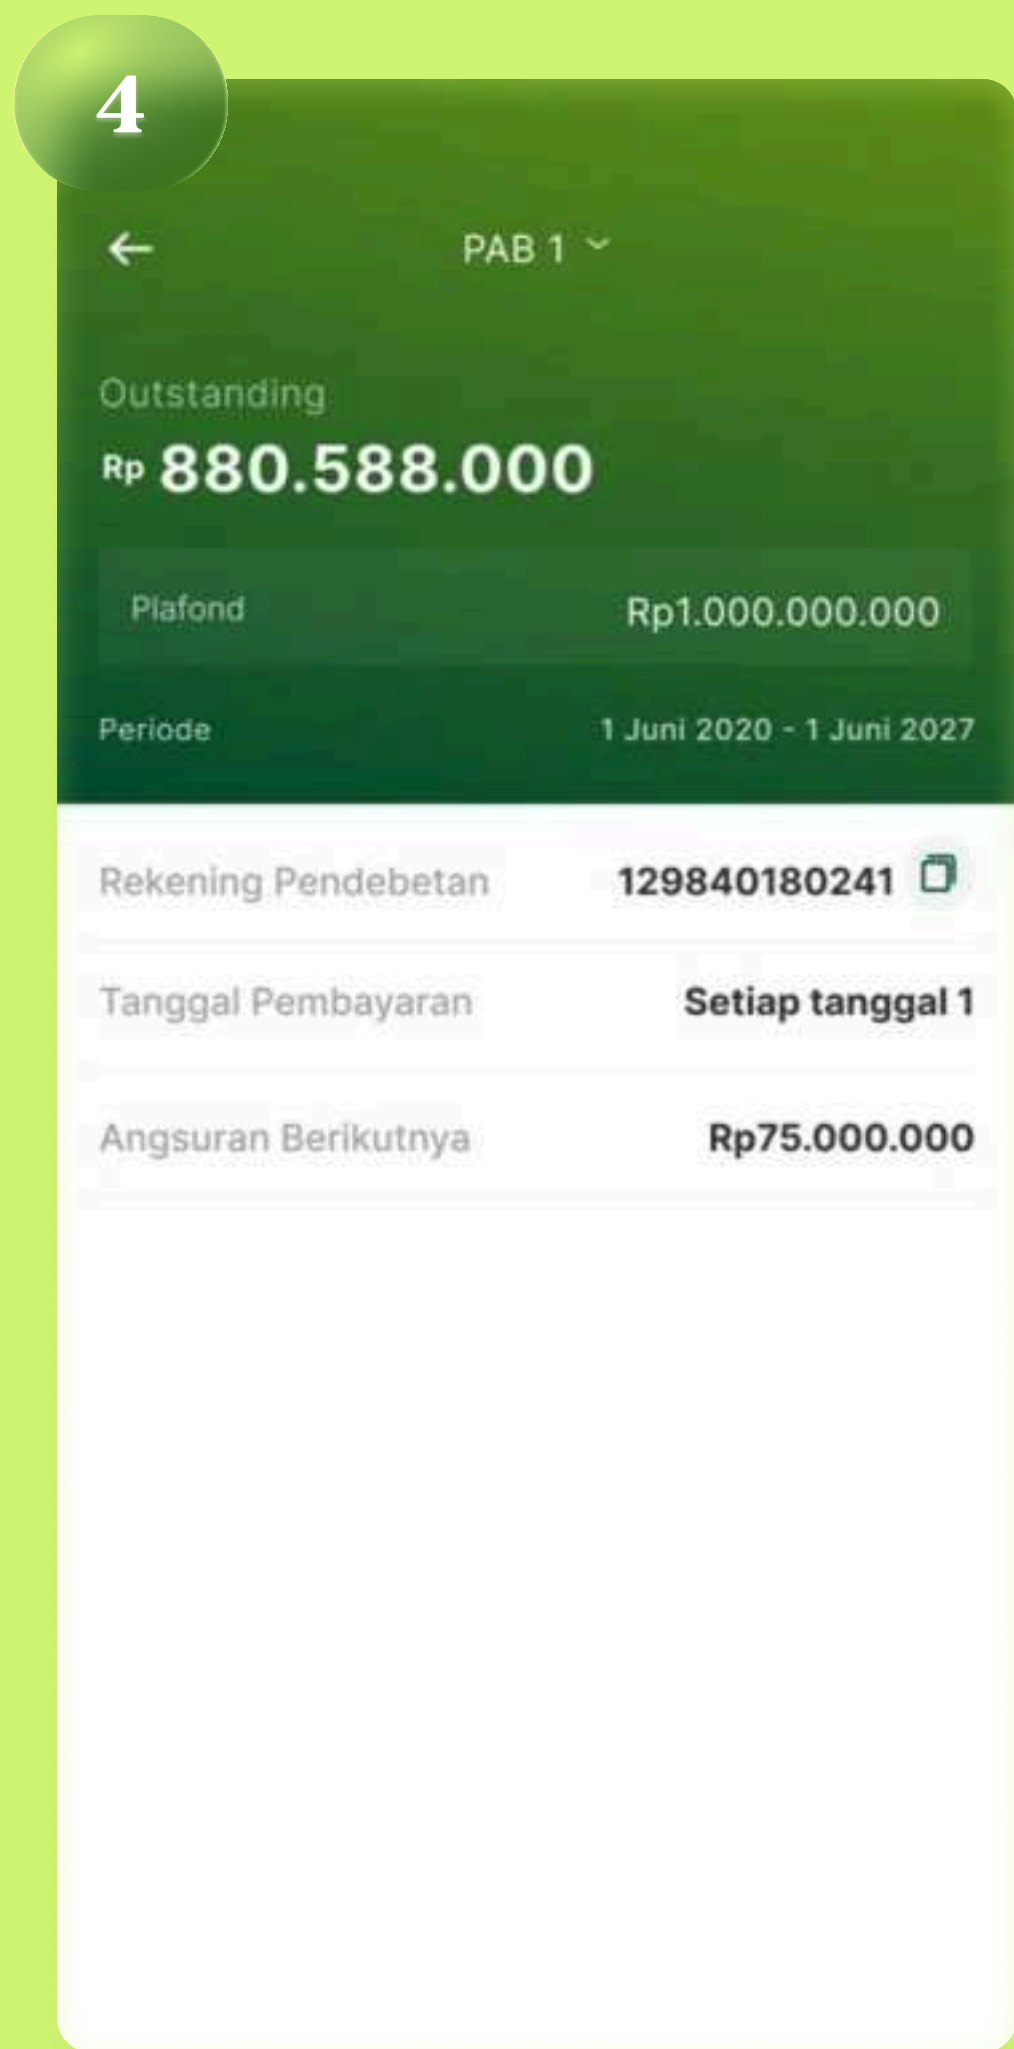 4
PAB 1
Outstanding
Rp 880.588.000
Plafond Rp1.000.000.000
Periode 1 Juni 2020 - 1 Juni 2027
Rekening Pendebetan 129840180241
Tanggal Pembayaran Setiap tanggal 1
Angsuran Berikutnya Rp75.000.000